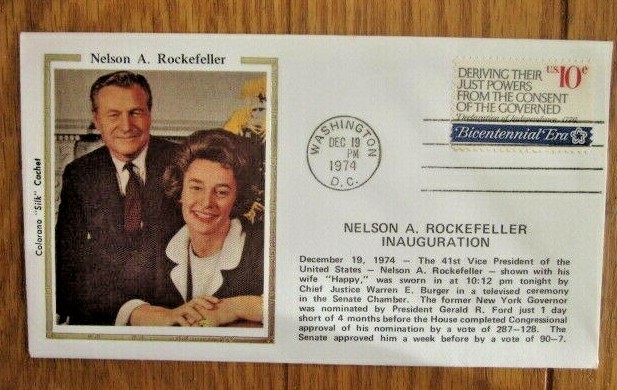 Nelson A. Rockefeller
Colorano "Silk" Cachet
WASHINGTON
DEC 19
PM
1974
D.C.
DERIVING THEIR
JUST POWERS
FROM THE CONSENT
OF THE GOVERNED
Declaration of Independence, 1776
U.S. 10c
Bicentennial Era
NELSON A. ROCKEFELLER
INAUGURATION
December 19, 1974 — The 41st Vice President of the
United States — Nelson A. Rockefeller — shown with his
wife "Happy," was sworn in at 10:12 pm tonight by
Chief Justice Warren E. Burger in a televised ceremony
in the Senate Chamber. The former New York Governor
was nominated by President Gerald R. Ford just 1 day
short of 4 months before the House completed Congressional
approval of his nomination by a vote of 287–128. The
Senate approved him a week before by a vote of 90–7.